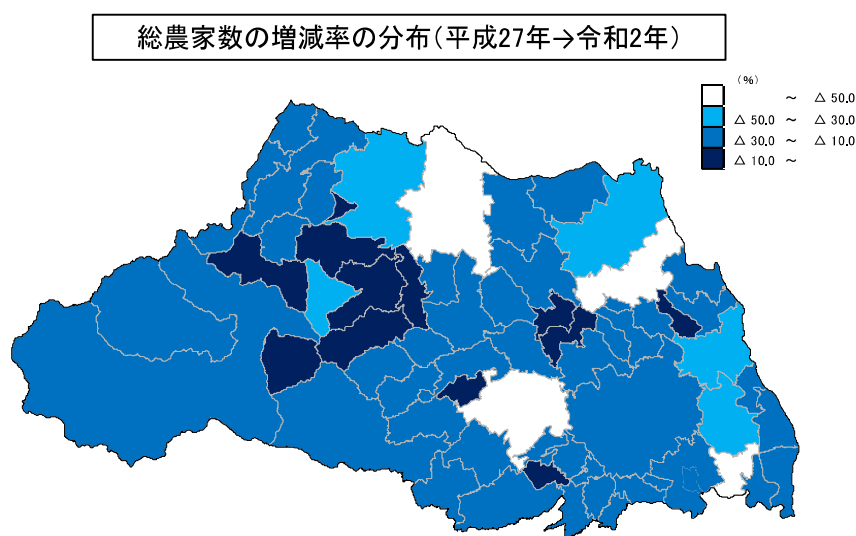 総農家数の増減率の分布（平成27年→令和2年）
（%）
～ △ 50.0
△ 50.0 ～ △ 30.0
△ 30.0 ～ △ 10.0
△ 10.0 ～